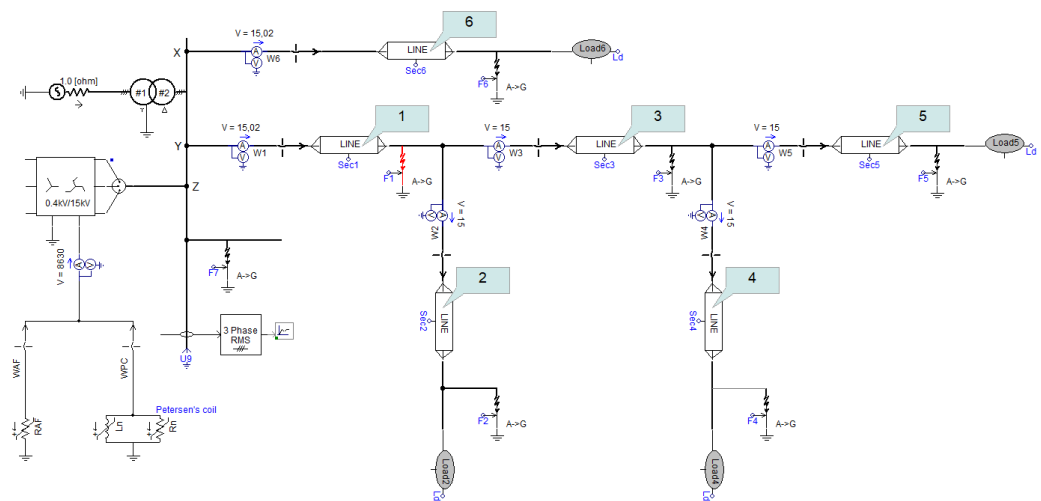 6
V = 15,02
X
A
V
W6
LINE
Sec6
F6
A->G
Load6
Ld
1,0 [ohm]
#1
#2
1
3
5
V = 15,02
Y
A
V
W1
LINE
Sec1
F1
A->G
V = 15
A
V
W3
LINE
Sec3
F3
A->G
V = 15
A
V
W5
LINE
Sec5
F5
A->G
Load5
Ld
Z
0.4kV/15kV
V = 8630
A
V
F7
A->G
V
A
V = 15
W2
V
A
V = 15
W4
2
LINE
Sec2
4
LINE
Sec4
3 Phase
RMS
U9
WAF
WPC
Petersen's coil
RAF
Ln
Rn
F2
A->G
Load2
Ld
F4
A->G
Load4
Ld